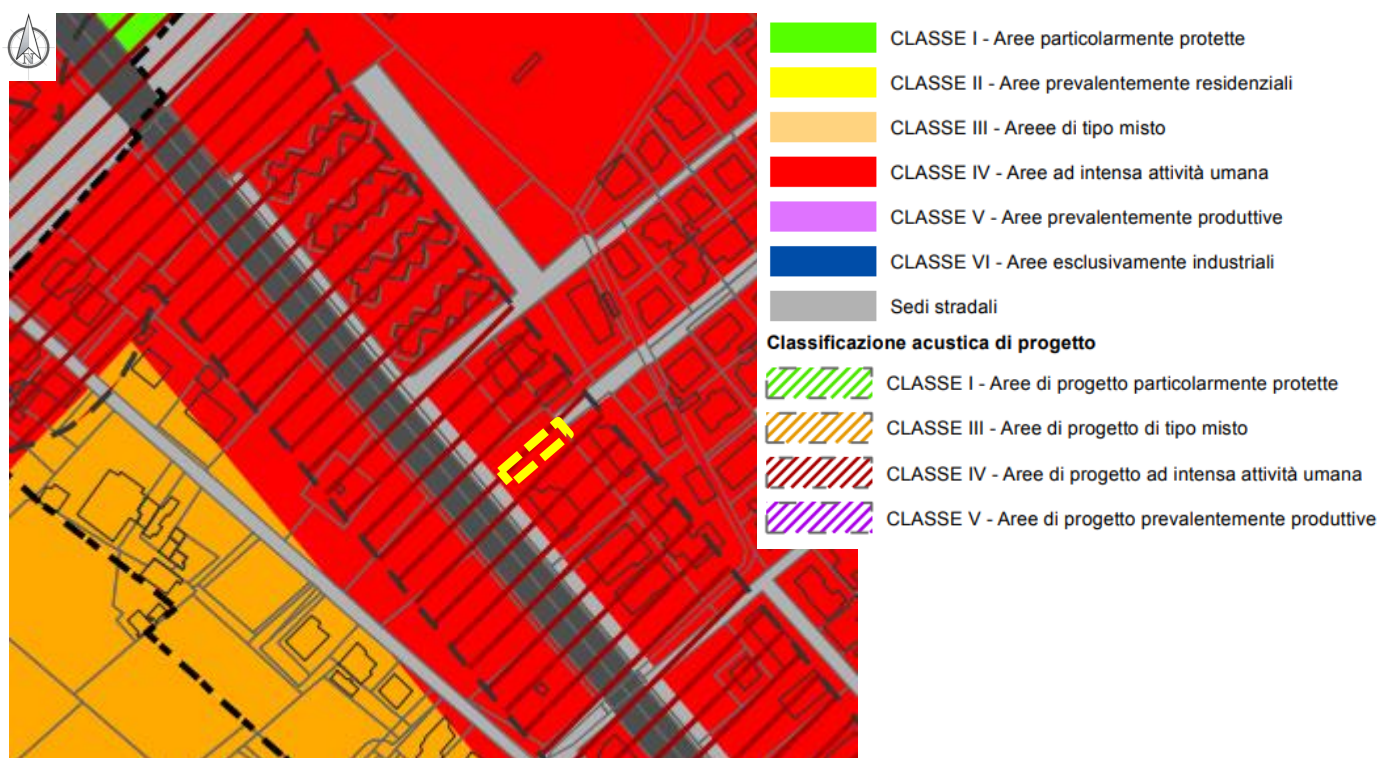 N
CLASSE I - Aree particolarmente protette
CLASSE II - Aree prevalentemente residenziali
CLASSE III - Areee di tipo misto
CLASSE IV - Aree ad intensa attività umana
CLASSE V - Aree prevalentemente produttive
CLASSE VI - Aree esclusivamente industriali
Sedi stradali
Classificazione acustica di progetto
CLASSE I - Aree di progetto particolarmente protette
CLASSE III - Aree di progetto di tipo misto
CLASSE IV - Aree di progetto ad intensa attività umana
CLASSE V - Aree di progetto prevalentemente produttive